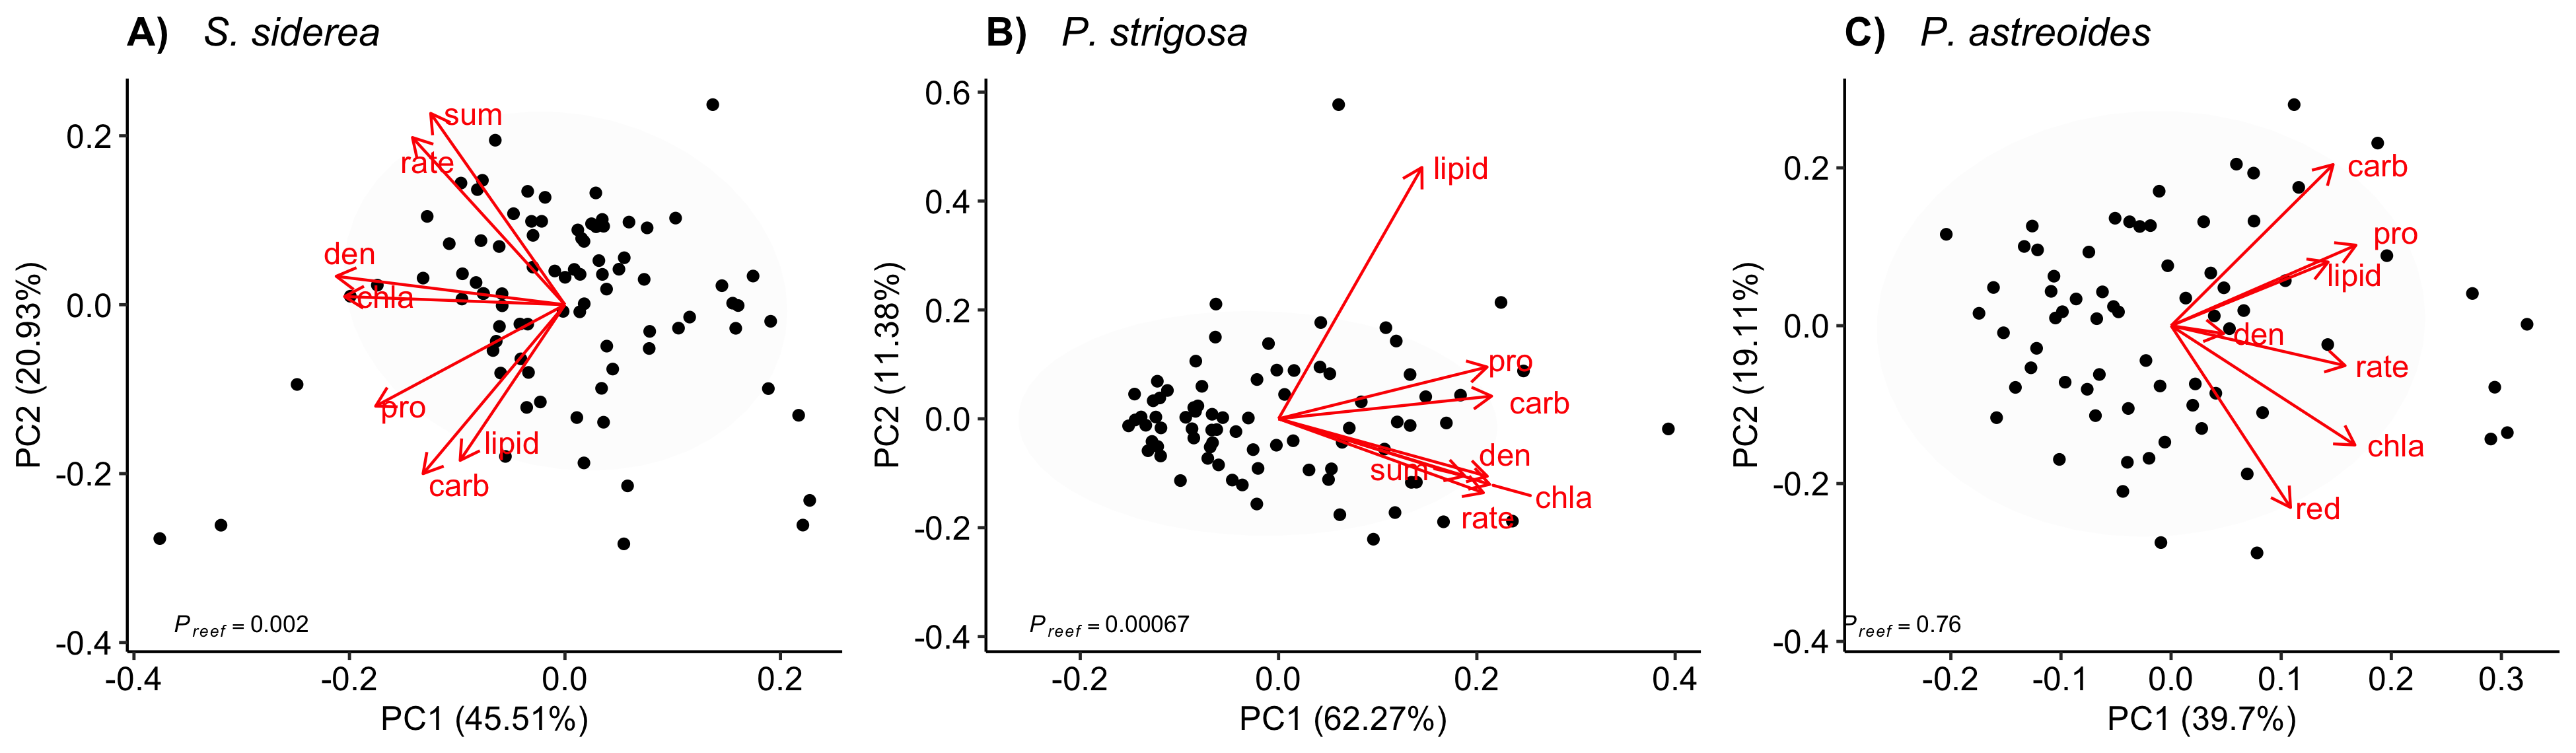 A) S. siderea
0.2
0.0
-0.2
-0.4
-0.4
-0.2
0.0
0.2
PC2 (20.93%)
PC1 (45.51%)
sum
rate
den
chla
pro
lipid
carb
P reef = 0.002
B) P. strigosa
0.6
0.4
0.2
0.0
-0.2
-0.4
-0.2
0.0
0.2
0.4
PC2 (11.38%)
PC1 (62.27%)
lipid
pro
carb
den
sum
chla
rate
P reef = 0.00067
C) P. astreoides
0.2
0.0
-0.2
-0.4
-0.2
-0.1
0.0
0.1
0.2
0.3
PC2 (19.11%)
PC1 (39.7%)
carb
pro
lipid
den
rate
chla
red
P reef = 0.76